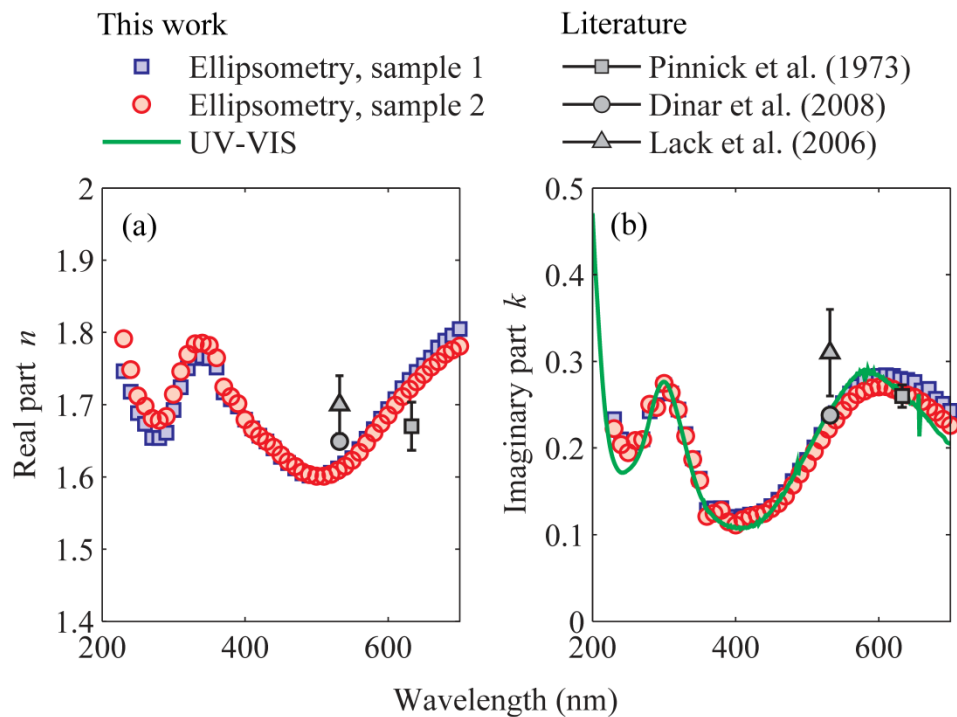 This work
Ellipsometry, sample 1
Ellipsometry, sample 2
UV-VIS
Literature
Pinnick et al. (1973)
Dinar et al. (2008)
Lack et al. (2006)
(a)
Real part n
2
1.9
1.8
1.7
1.6
1.5
1.4
200 400 600
(b)
Imaginary part k
0.5
0.4
0.3
0.2
0.1
0
200 400 600
Wavelength (nm)